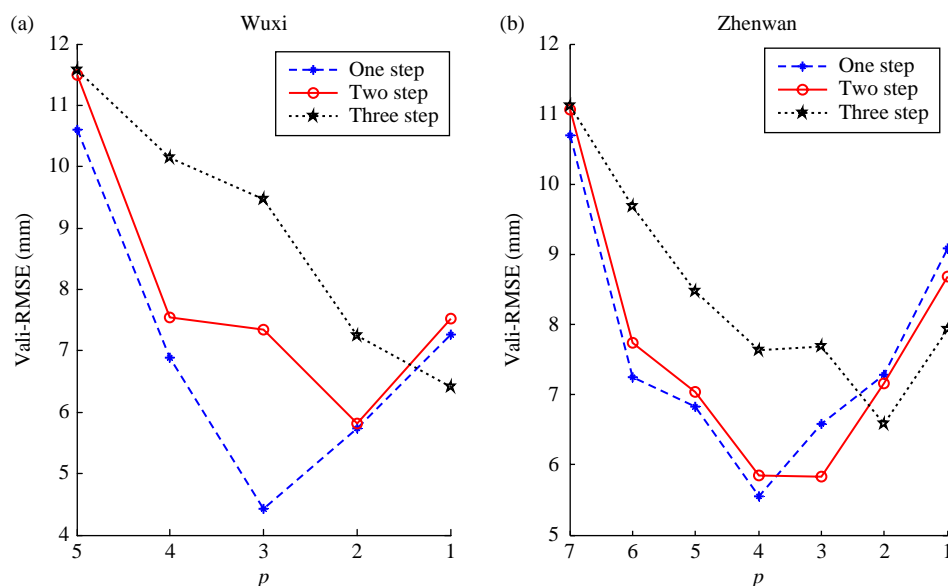 (a)
Wuxi
12
11
10
9
8
7
6
5
4
Vali-RMSE (mm)
One step
Two step
Three step
5 4 3 2 1
p
(b)
Zhenwan
12
11
10
9
8
7
6
5
Vali-RMSE (mm)
One step
Two step
Three step
7 6 5 4 3 2 1
p